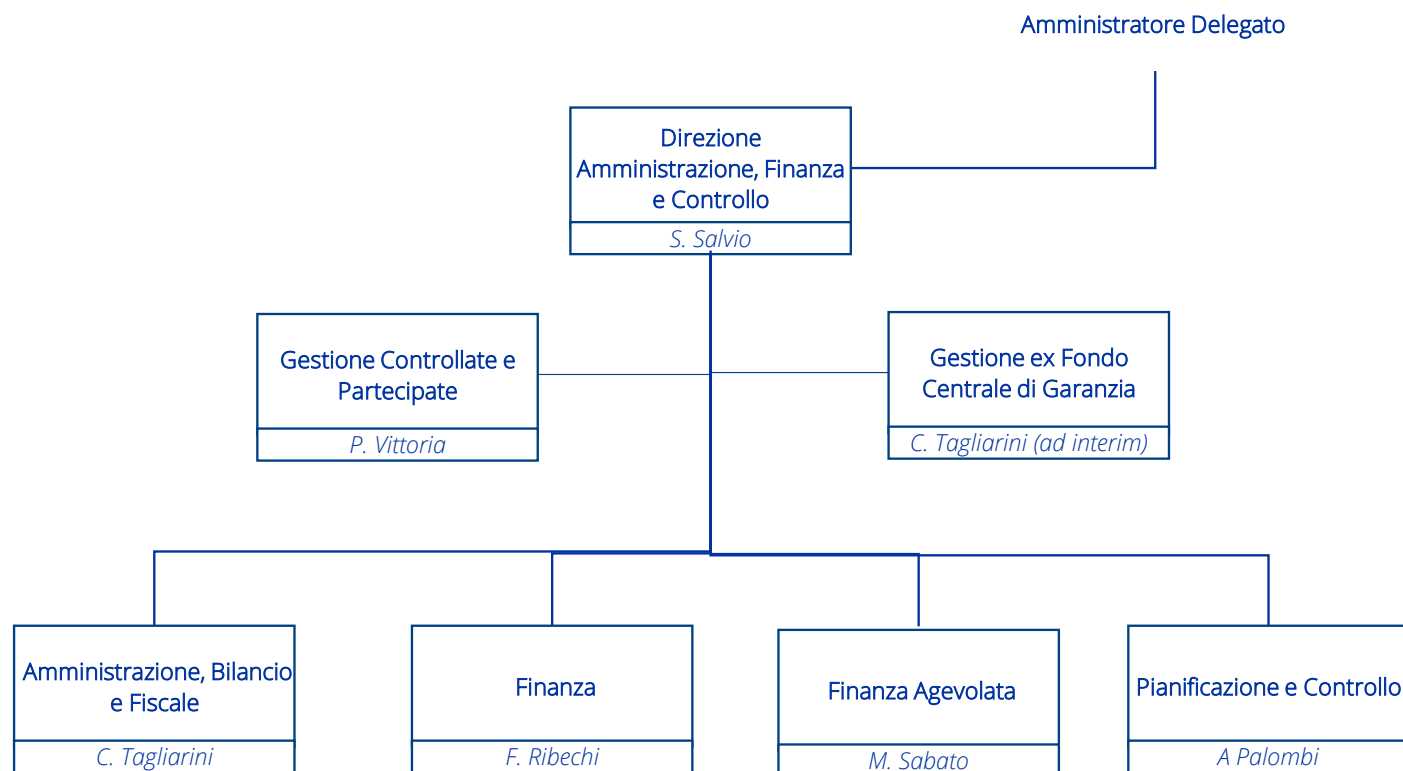 Amministratore Delegato
Direzione
Amministrazione, Finanza
e Controllo
S. Salvio
Gestione Controllate e
Partecipate
P. Vittoria
Gestione ex Fondo
Centrale di Garanzia
C. Tagliarini (ad interim)
Amministrazione, Bilancio
e Fiscale
C. Tagliarini
Finanza
F. Ribechi
Finanza Agevolata
M. Sabato
Pianificazione e Controllo
A Palombi